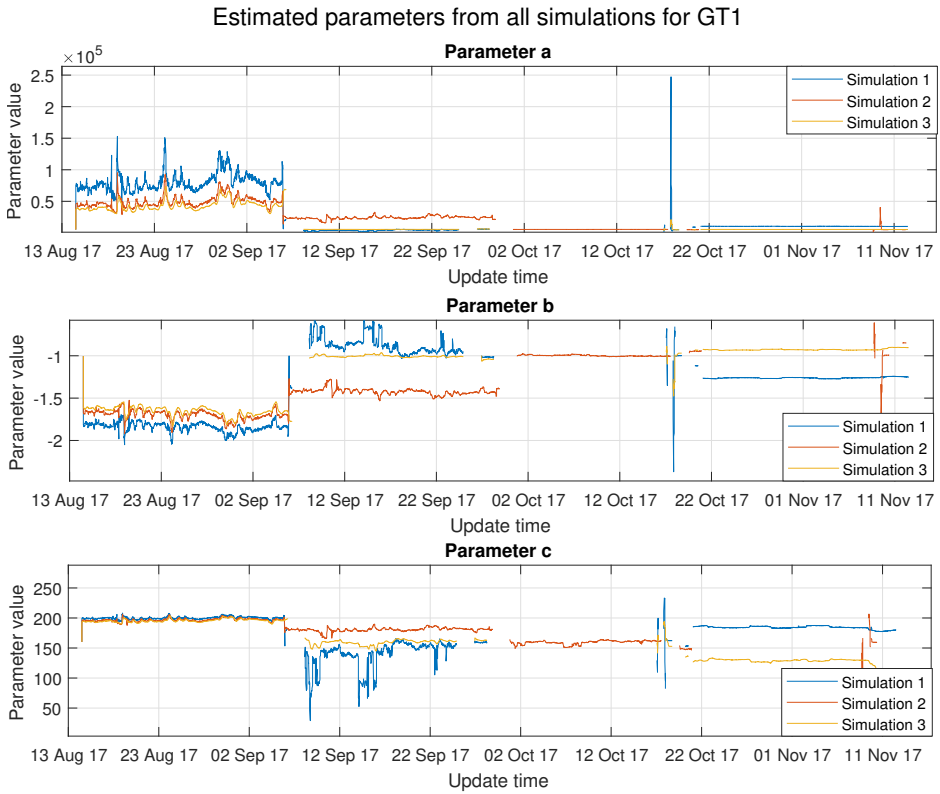 Estimated parameters from all simulations for GT1
Parameter a
×10⁵
2.5
2
1.5
1
0.5
Parameter value
Simulation 1
Simulation 2
Simulation 3
13 Aug 17 23 Aug 17 02 Sep 17 12 Sep 17 22 Sep 17 02 Oct 17 12 Oct 17 22 Oct 17 01 Nov 17 11 Nov 17
Update time
Parameter b
-1
-1.5
-2
Parameter value
Simulation 1
Simulation 2
Simulation 3
13 Aug 17 23 Aug 17 02 Sep 17 12 Sep 17 22 Sep 17 02 Oct 17 12 Oct 17 22 Oct 17 01 Nov 17 11 Nov 17
Update time
Parameter c
250
200
150
100
50
Parameter value
Simulation 1
Simulation 2
Simulation 3
13 Aug 17 23 Aug 17 02 Sep 17 12 Sep 17 22 Sep 17 02 Oct 17 12 Oct 17 22 Oct 17 01 Nov 17 11 Nov 17
Update time